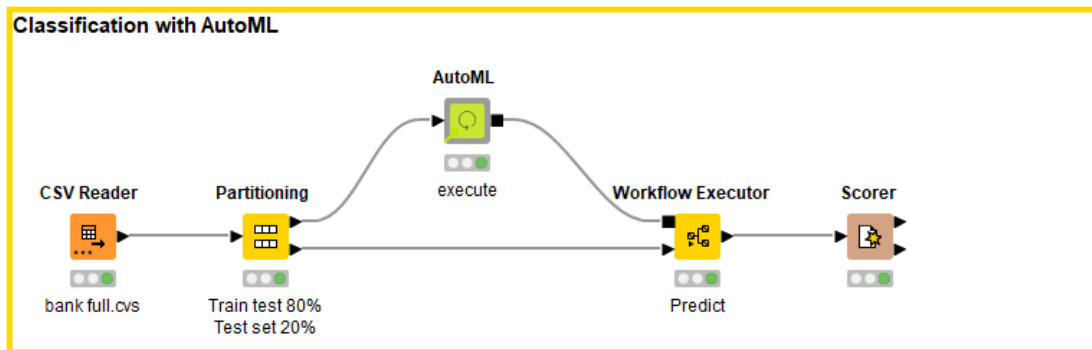 Classification with AutoML
AutoML
execute
CSV Reader
Partitioning
Workflow Executor
Scorer
bank full.cvs
Train test 80%
Test set 20%
Predict